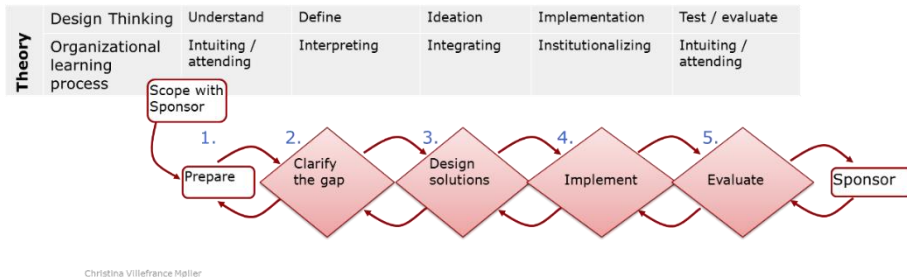 Theory
Design Thinking
Understand
Define
Ideation
Implementation
Test / evaluate
Organizational
learning
process
Intuiting /
attending
Interpreting
Integrating
Institutionalizing
Intuiting /
attending
Scope with
Sponsor
1.
2.
3.
4.
5.
Prepare
Clarify
the gap
Design
solutions
Implement
Evaluate
Sponsor
Christina Villefrance Møller